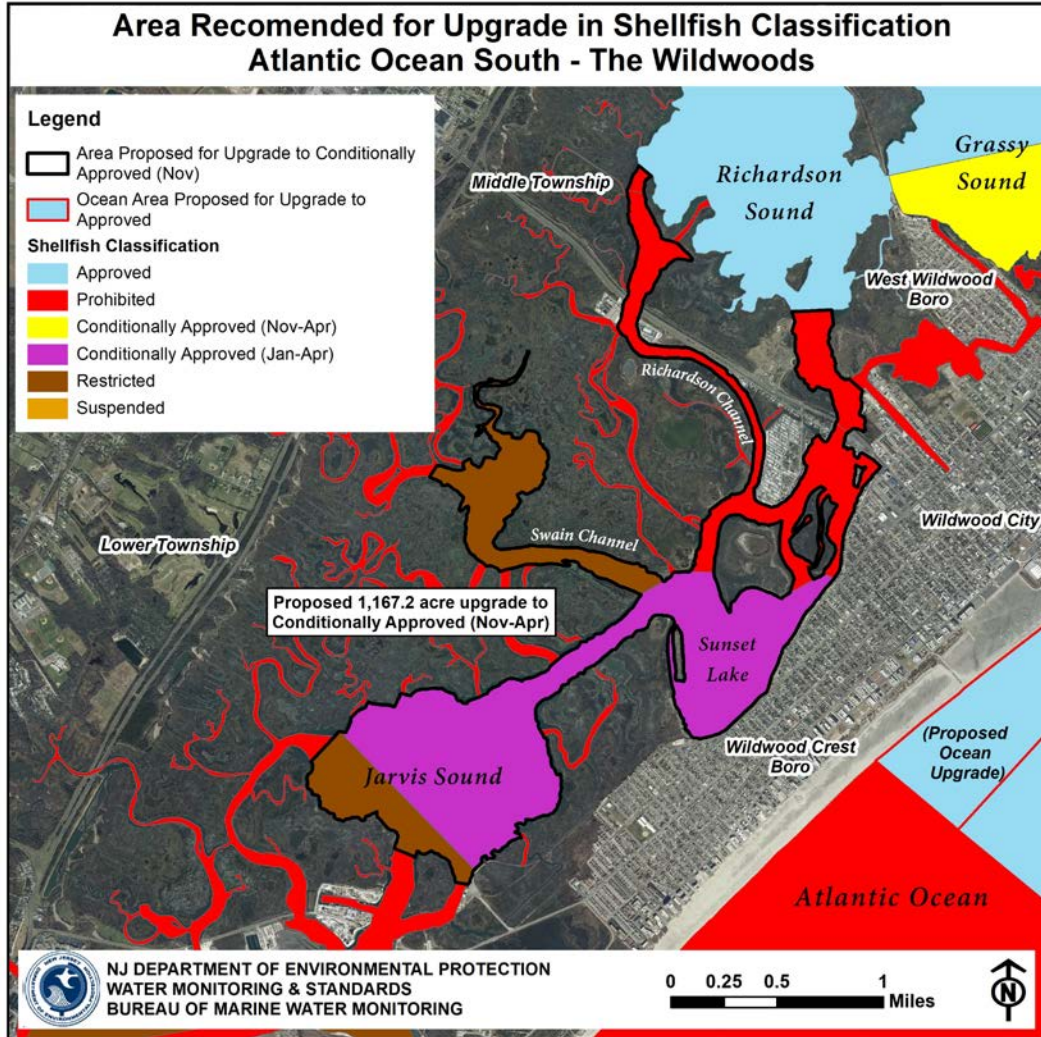 Area Recomended for Upgrade in Shellfish Classification
Atlantic Ocean South - The Wildwoods
Legend
Area Proposed for Upgrade to Conditionally
Approved (Nov)
Ocean Area Proposed for Upgrade to
Approved
Shellfish Classification
Approved
Prohibited
Conditionally Approved (Nov-Apr)
Conditionally Approved (Jan-Apr)
Restricted
Suspended
Middle Township
Richardson
Sound
Grassy
Sound
West Wildwood
Boro
Richardson Channel
Wildwood City
Lower Township
Swain Channel
Proposed 1,167.2 acre upgrade to
Conditionally Approved (Nov-Apr)
Sunset
Lake
Wildwood Crest
Boro
(Proposed
Ocean
Upgrade)
Jarvis Sound
Atlantic Ocean
NJ DEPARTMENT OF ENVIRONMENTAL PROTECTION
WATER MONITORING & STANDARDS
BUREAU OF MARINE WATER MONITORING
0 0.25 0.5 1
Miles
N